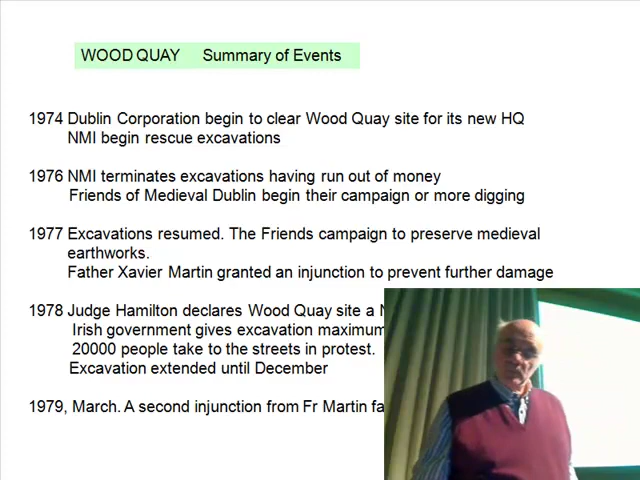 WOOD QUAY Summary of Events
1974 Dublin Corporation begin to clear Wood Quay site for its new HQ
NMI begin rescue excavations
1976 NMI terminates excavations having run out of money
Friends of Medieval Dublin begin their campaign or more digging
1977 Excavations resumed. The Friends campaign to preserve medieval
earthworks.
Father Xavier Martin granted an injunction to prevent further damage
1978 Judge Hamilton declares Wood Quay site a
Irish government gives excavation maximum
20000 people take to the streets in protest.
Excavation extended until December
1979, March. A second injunction from Fr Martin